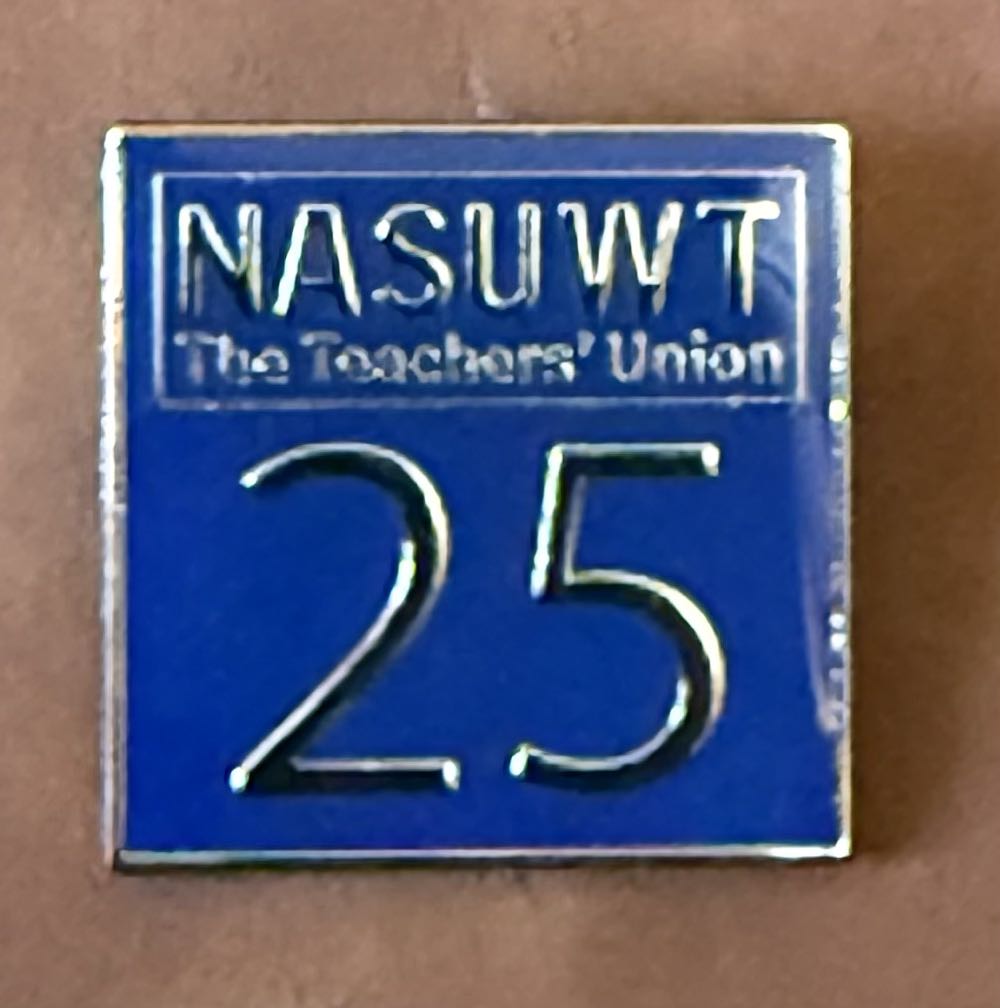 NASUWT
The Teachers' Union
25